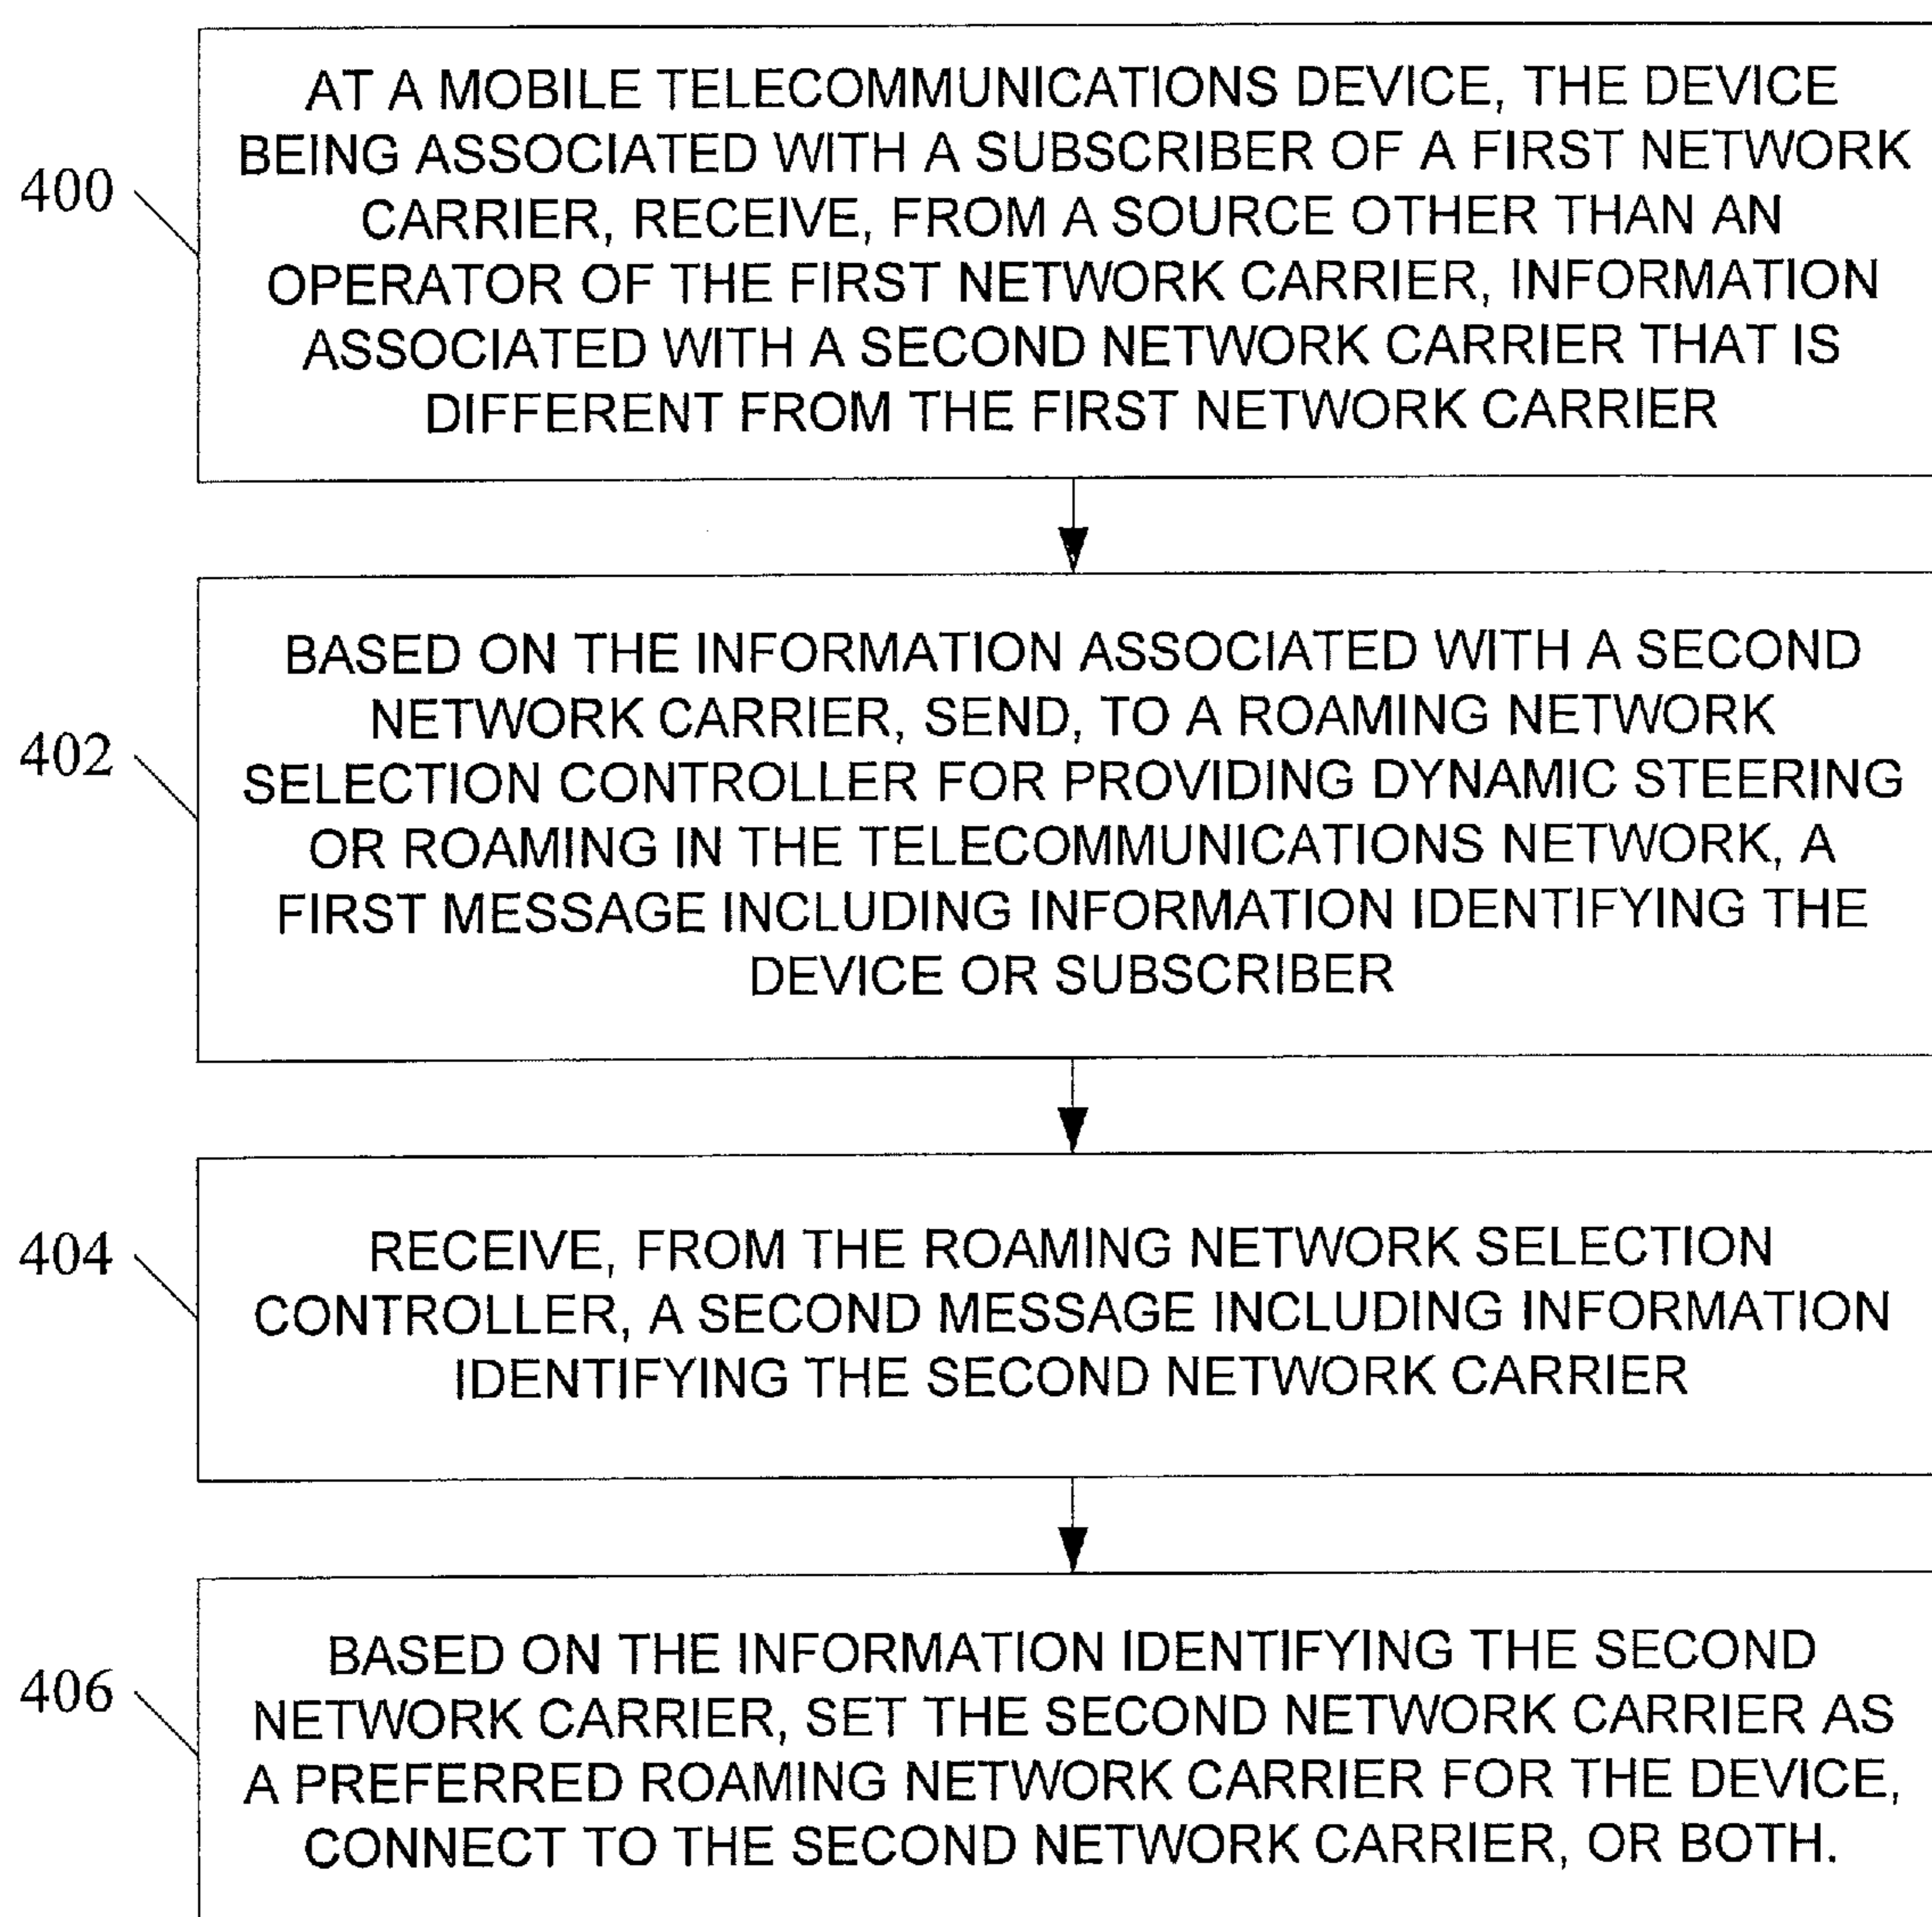 AT A MOBILE TELECOMMUNICATIONS DEVICE, THE DEVICE
BEING ASSOCIATED WITH A SUBSCRIBER OF A FIRST NETWORK
400
CARRIER, RECEIVE, FROM A SOURCE OTHER THAN AN
OPERATOR OF THE FIRST NETWORK CARRIER, INFORMATION
ASSOCIATED WITH A SECOND NETWORK CARRIER THAT IS
DIFFERENT FROM THE FIRST NETWORK CARRIER
BASED ON THE INFORMATION ASSOCIATED WITH A SECOND
NETWORK CARRIER, SEND, TO A ROAMING NETWORK
402
SELECTION CONTROLLER FOR PROVIDING DYNAMIC STEERING
OR ROAMING IN THE TELECOMMUNICATIONS NETWORK, A
FIRST MESSAGE INCLUDING INFORMATION IDENTIFYING THE
DEVICE OR SUBSCRIBER
404
RECEIVE, FROM THE ROAMING NETWORK SELECTION
CONTROLLER, A SECOND MESSAGE INCLUDING INFORMATION
IDENTIFYING THE SECOND NETWORK CARRIER
BASED ON THE INFORMATION IDENTIFYING THE SECOND
406
NETWORK CARRIER, SET THE SECOND NETWORK CARRIER AS
A PREFERRED ROAMING NETWORK CARRIER FOR THE DEVICE,
CONNECT TO THE SECOND NETWORK CARRIER, OR BOTH.